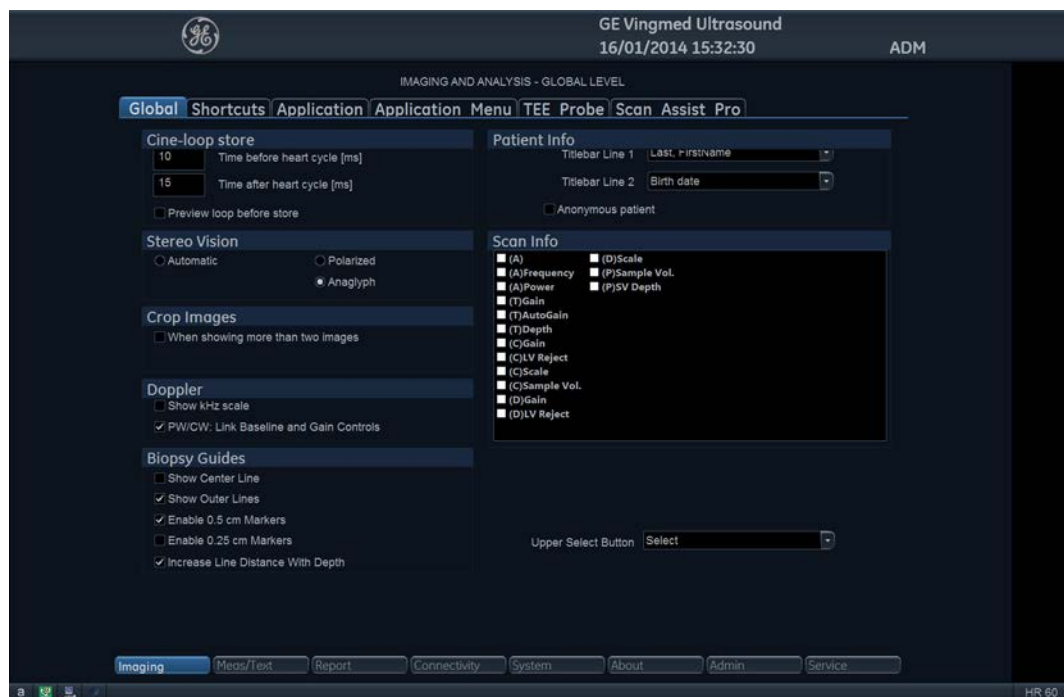 GE Vingmed Ultrasound
16/01/2014 15:32:30 ADM
IMAGING AND ANALYSIS - GLOBAL LEVEL
Global Shortcuts Application Application Menu TEE Probe Scan Assist Pro
Cine-loop store
10 Time before heart cycle [ms]
15 Time after heart cycle [ms]
Preview loop before store
Stereo Vision
Automatic Polarized
Anaglyph
Crop Images
When showing more than two images
Doppler
Show kHz scale
PW/CW: Link Baseline and Gain Controls
Biopsy Guides
Show Center Line
Show Outer Lines
Enable 0.5 cm Markers
Enable 0.25 cm Markers
Increase Line Distance With Depth
Patient Info
Titlebar Line 1 Last, FirstName
Titlebar Line 2 Birth date
Anonymous patient
Scan Info
(A) (D)Scale
(A)Frequency (P)Sample Vol.
(A)Power (P)SV Depth
(T)Gain
(T)AutoGain
(T)Depth
(C)Gain
(C)LV Reject
(C)Scale
(C)Sample Vol.
(D)Gain
(D)LV Reject
Upper Select Button Select
Imaging Meas/Text Report Connectivity System About Admin Service
a HR:60